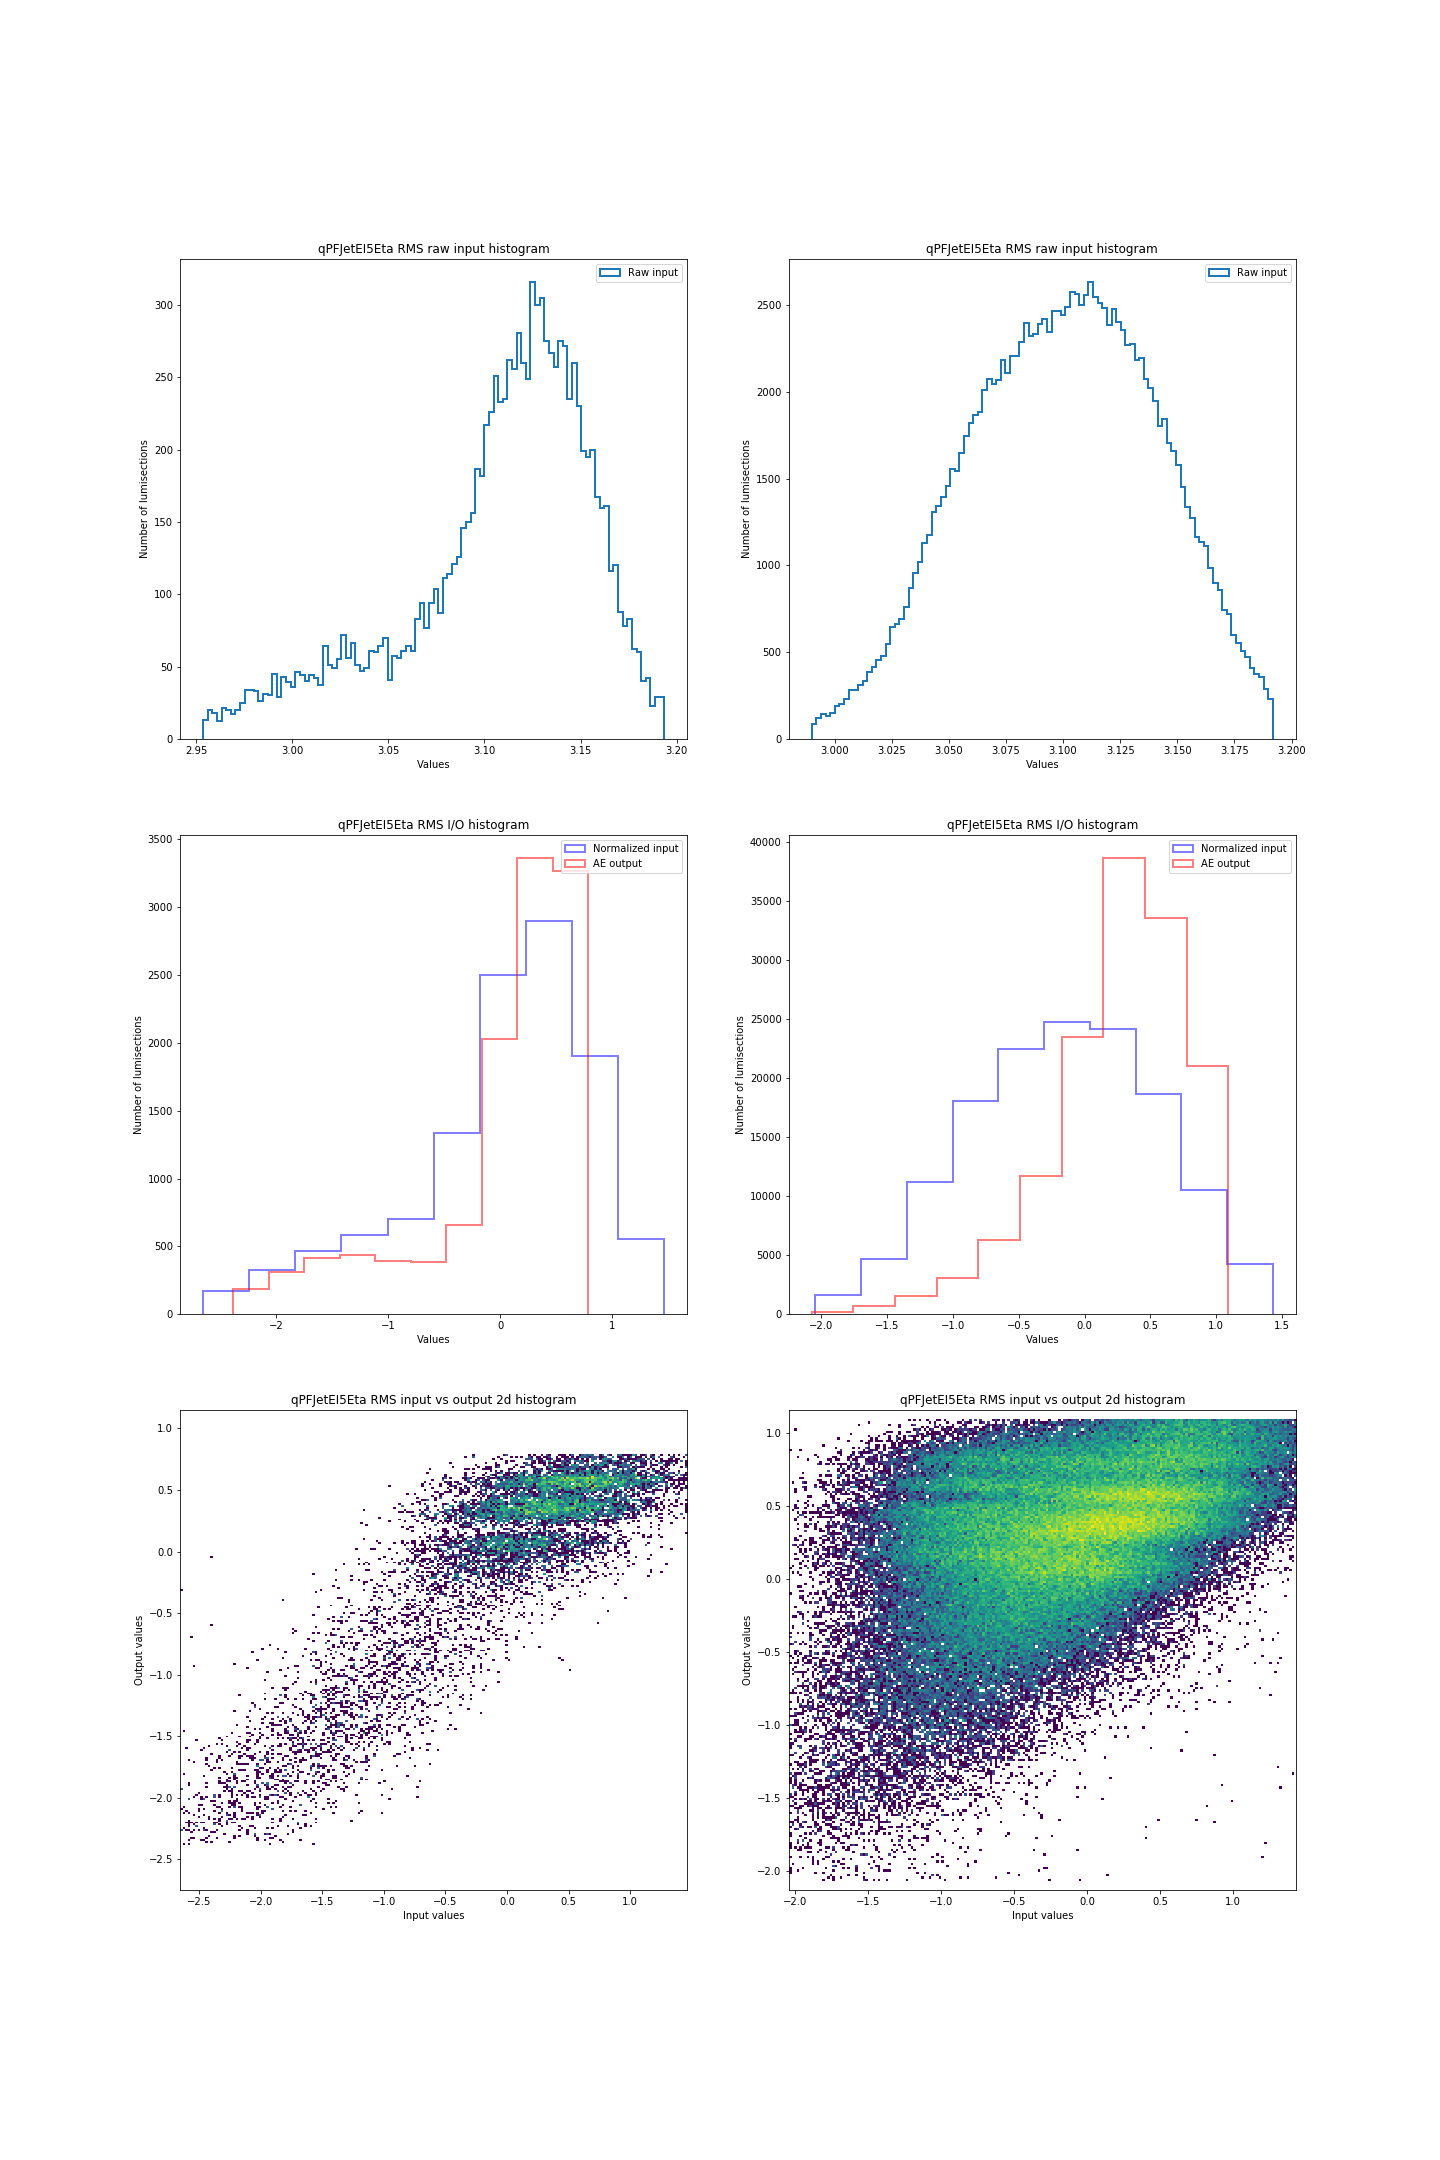 qPFJetEI5Eta RMS raw input histogram
Raw input
Number of lumisections
300
250
200
150
100
50
0
2.95 3.00 3.05 3.10 3.15 3.20
Values
qPFJetEI5Eta RMS raw input histogram
Raw input
Number of lumisections
2500
2000
1500
1000
500
0
3.000 3.025 3.050 3.075 3.100 3.125 3.150 3.175 3.200
Values
qPFJetEI5Eta RMS I/O histogram
Normalized input
AE output
Number of lumisections
3500
3000
2500
2000
1500
1000
500
0
−2 −1 0 1
Values
qPFJetEI5Eta RMS I/O histogram
Normalized input
AE output
Number of lumisections
40000
35000
30000
25000
20000
15000
10000
5000
0
−2.0 −1.5 −1.0 −0.5 0.0 0.5 1.0 1.5
Values
qPFJetEI5Eta RMS input vs output 2d histogram
Output values
1.0
0.5
0.0
−0.5
−1.0
−1.5
−2.0
−2.5
−2.5 −2.0 −1.5 −1.0 −0.5 0.0 0.5 1.0
Input values
qPFJetEI5Eta RMS input vs output 2d histogram
Output values
1.0
0.5
0.0
−0.5
−1.0
−1.5
−2.0
−2.0 −1.5 −1.0 −0.5 0.0 0.5 1.0
Input values